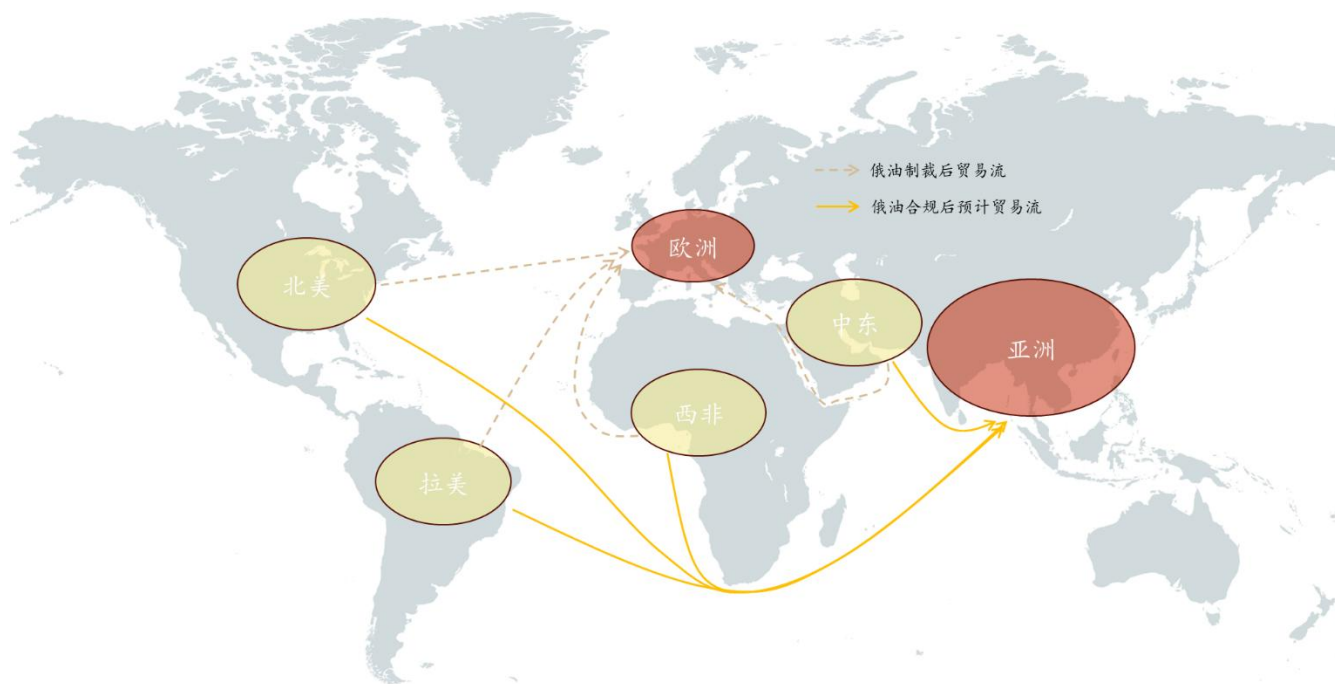 俄油制裁后贸易流
俄油合规后预计贸易流
欧洲
北美
中东
亚洲
西非
拉美